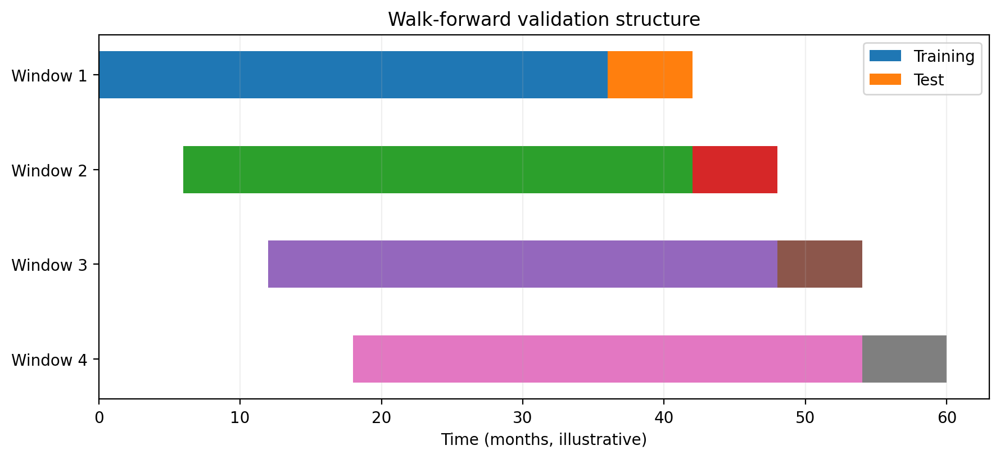 Walk-forward validation structure
Training
Test
Window 1
Window 2
Window 3
Window 4
0 10 20 30 40 50 60
Time (months, illustrative)